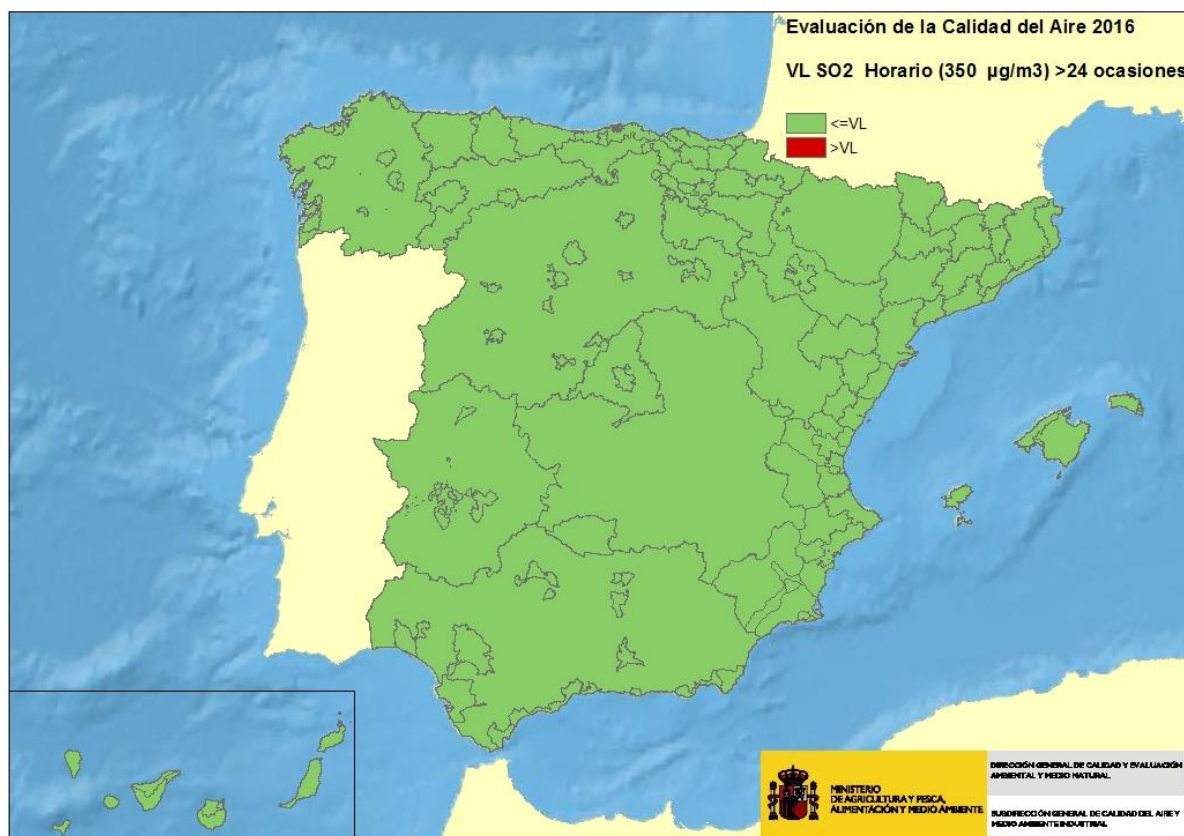 Evaluación de la Calidad del Aire 2016
VL SO2 Horario (350 µg/m3) >24 ocasiones
<=VL
>VL
MINISTERIO
DE AGRICULTURA Y PESCA,
ALIMENTACIÓN Y MEDIO AMBIENTE
DIRECCIÓN GENERAL DE CALIDAD Y EVALUACIÓN
AMBIENTAL Y MEDIO NATURAL
SUBDIRECCIÓN GENERAL DE CALIDAD DEL AIRE Y
MEDIO AMBIENTE INDUSTRIAL